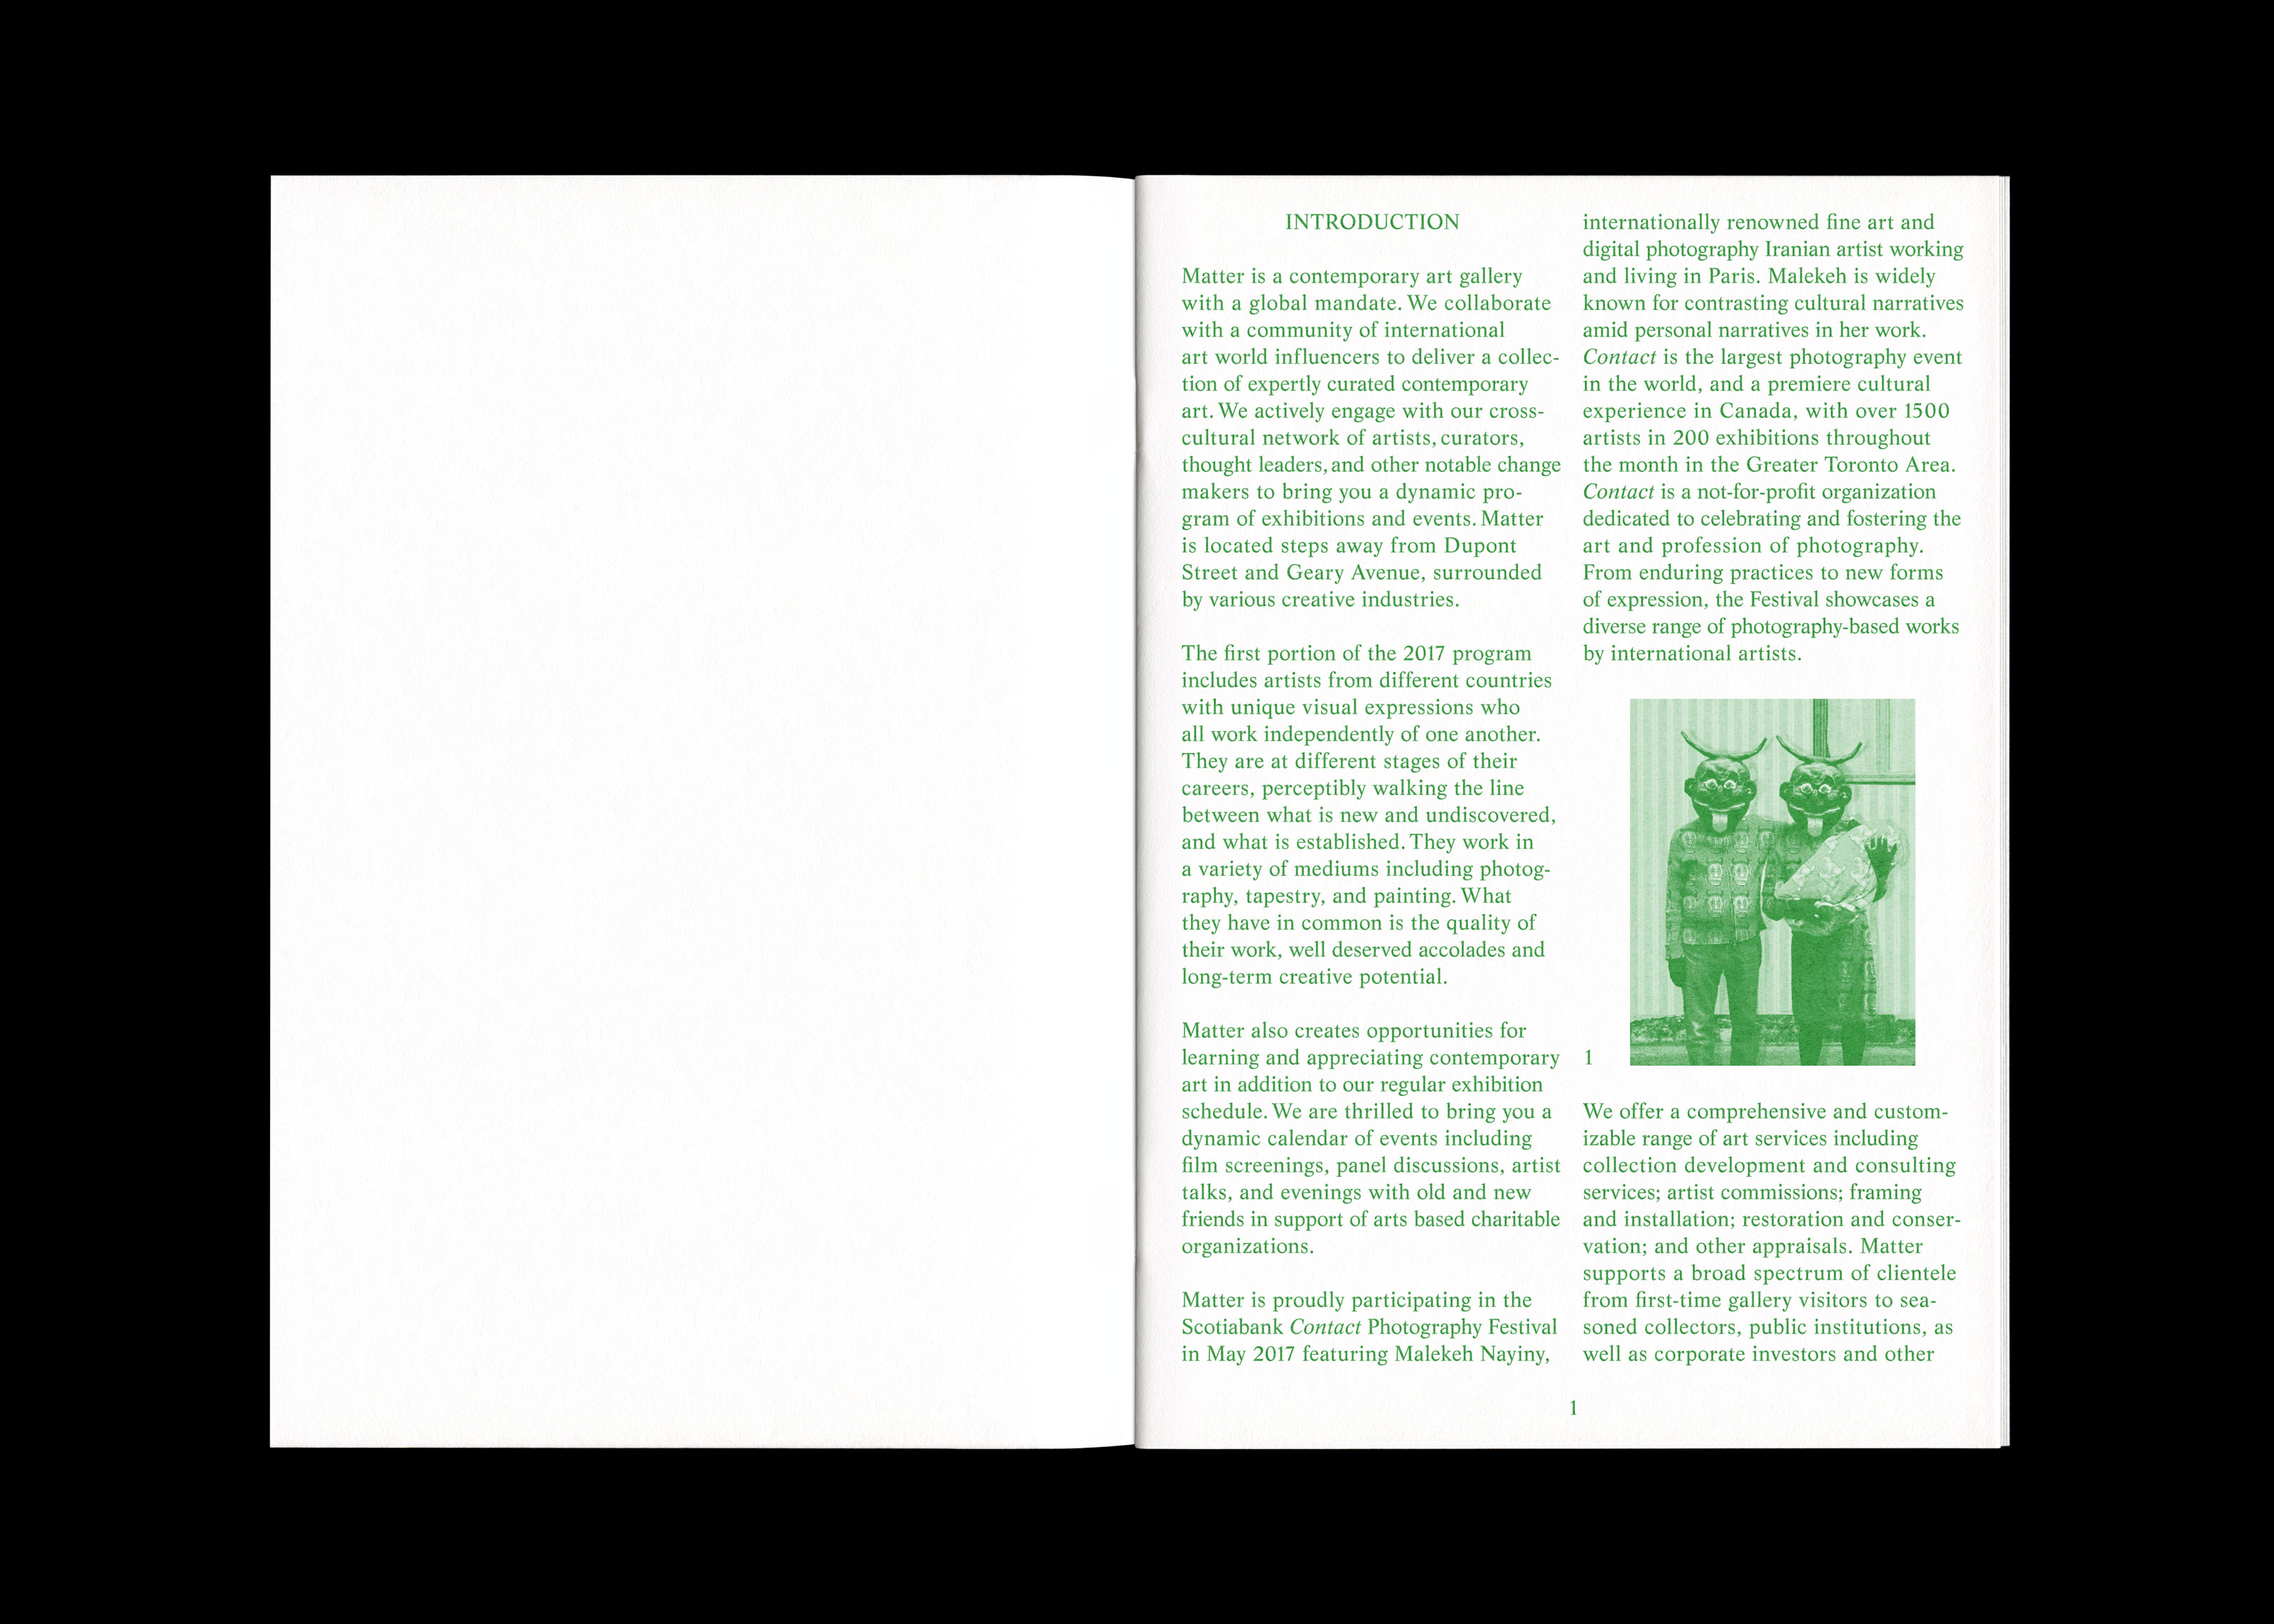 INTRODUCTION
Matter is a contemporary art gallery
with a global mandate. We collaborate
with a community of international
art world influencers to deliver a collec-
tion of expertly curated contemporary
art. We actively engage with our cross-
cultural network of artists, curators,
thought leaders, and other notable change
makers to bring you a dynamic pro-
gram of exhibitions and events. Matter
is located steps away from Dupont
Street and Geary Avenue, surrounded
by various creative industries.
The first portion of the 2017 program
includes artists from different countries
with unique visual expressions who
all work independently of one another.
They are at different stages of their
careers, perceptibly walking the line
between what is new and undiscovered,
and what is established. They work in
a variety of mediums including photog-
raphy, tapestry, and painting. What
they have in common is the quality of
their work, well deserved accolades and
long-term creative potential.
Matter also creates opportunities for
learning and appreciating contemporary
art in addition to our regular exhibition
schedule. We are thrilled to bring you a
dynamic calendar of events including
film screenings, panel discussions, artist
talks, and evenings with old and new
friends in support of arts based charitable
organizations.
Matter is proudly participating in the
Scotiabank Contact Photography Festival
in May 2017 featuring Malekeh Nayiny,
internationally renowned fine art and
digital photography Iranian artist working
and living in Paris. Malekeh is widely
known for contrasting cultural narratives
amid personal narratives in her work.
Contact is the largest photography event
in the world, and a premiere cultural
experience in Canada, with over 1500
artists in 200 exhibitions throughout
the month in the Greater Toronto Area.
Contact is a not-for-profit organization
dedicated to celebrating and fostering the
art and profession of photography.
From enduring practices to new forms
of expression, the Festival showcases a
diverse range of photography-based works
by international artists.
1
We offer a comprehensive and custom-
izable range of art services including
collection development and consulting
services; artist commissions; framing
and installation; restoration and conser-
vation; and other appraisals. Matter
supports a broad spectrum of clientele
from first-time gallery visitors to sea-
soned collectors, public institutions, as
well as corporate investors and other
1